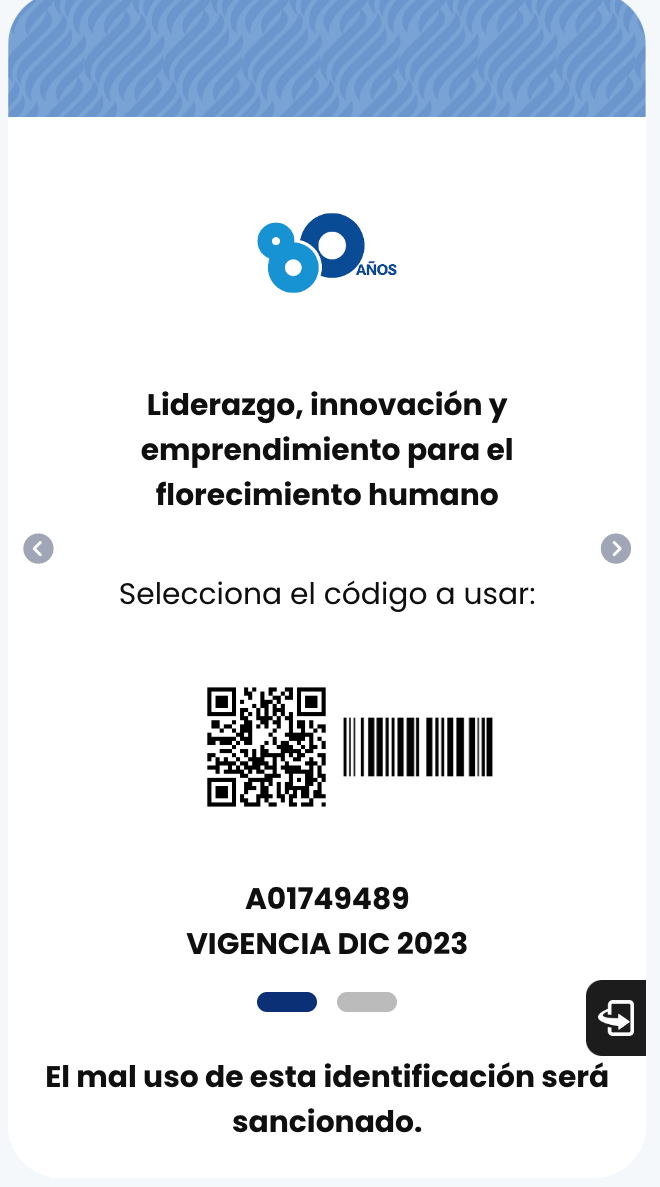 80 AÑOS
Liderazgo, innovación y
emprendimiento para el
florecimiento humano
Selecciona el código a usar:
A01749489
VIGENCIA DIC 2023
El mal uso de esta identificación será
sancionado.